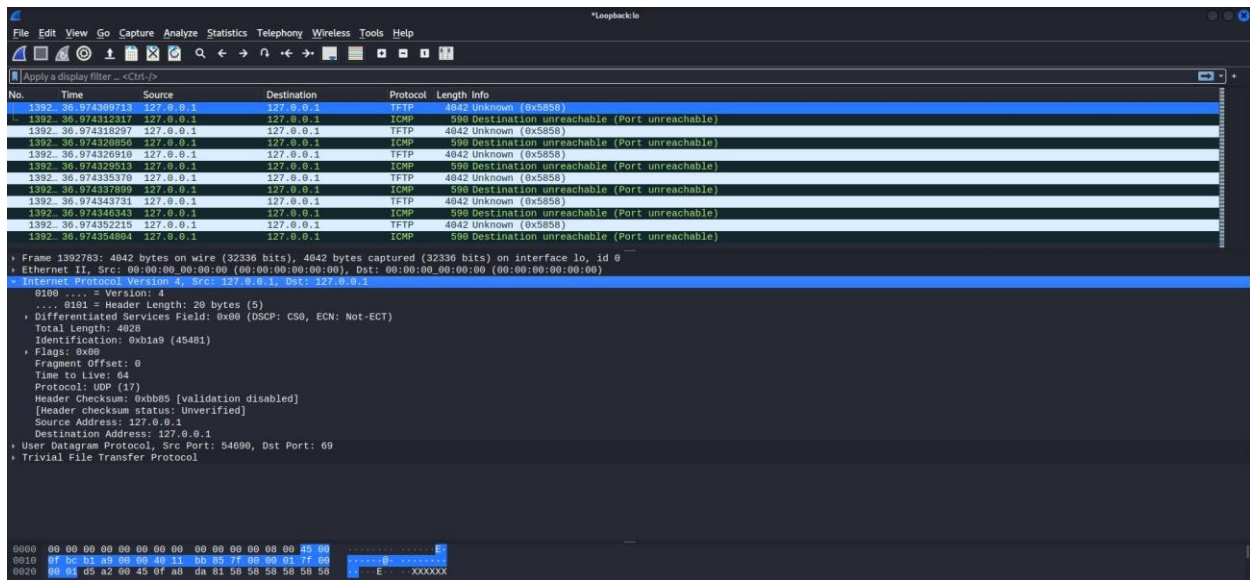 *Loopback:lo
File Edit View Go Capture Analyze Statistics Telephony Wireless Tools Help
Apply a display filter ... <Ctrl-/>
No. Time Source Destination Protocol Length Info
1392… 36.974309713 127.0.0.1 127.0.0.1 TFTP 4042 Unknown (0x5858)
1392… 36.974312317 127.0.0.1 127.0.0.1 ICMP 590 Destination unreachable (Port unreachable)
1392… 36.974318297 127.0.0.1 127.0.0.1 TFTP 4042 Unknown (0x5858)
1392… 36.974320856 127.0.0.1 127.0.0.1 ICMP 590 Destination unreachable (Port unreachable)
1392… 36.974326910 127.0.0.1 127.0.0.1 TFTP 4042 Unknown (0x5858)
1392… 36.974329513 127.0.0.1 127.0.0.1 ICMP 590 Destination unreachable (Port unreachable)
1392… 36.974335370 127.0.0.1 127.0.0.1 TFTP 4042 Unknown (0x5858)
1392… 36.974337899 127.0.0.1 127.0.0.1 ICMP 590 Destination unreachable (Port unreachable)
1392… 36.974343731 127.0.0.1 127.0.0.1 TFTP 4042 Unknown (0x5858)
1392… 36.974346343 127.0.0.1 127.0.0.1 ICMP 590 Destination unreachable (Port unreachable)
1392… 36.974352215 127.0.0.1 127.0.0.1 TFTP 4042 Unknown (0x5858)
1392… 36.974354804 127.0.0.1 127.0.0.1 ICMP 590 Destination unreachable (Port unreachable)
Frame 1392783: 4042 bytes on wire (32336 bits), 4042 bytes captured (32336 bits) on interface lo, id 0
Ethernet II, Src: 00:00:00_00:00:00 (00:00:00:00:00:00), Dst: 00:00:00_00:00:00 (00:00:00:00:00:00)
Internet Protocol Version 4, Src: 127.0.0.1, Dst: 127.0.0.1
0100 .... = Version: 4
.... 0101 = Header Length: 20 bytes (5)
Differentiated Services Field: 0x00 (DSCP: CS0, ECN: Not-ECT)
Total Length: 4028
Identification: 0xb1a9 (45481)
Flags: 0x00
Fragment Offset: 0
Time to Live: 64
Protocol: UDP (17)
Header Checksum: 0xbb85 [validation disabled]
[Header checksum status: Unverified]
Source Address: 127.0.0.1
Destination Address: 127.0.0.1
User Datagram Protocol, Src Port: 54690, Dst Port: 69
Trivial File Transfer Protocol
0000 00 00 00 00 00 00 00 00 00 00 00 00 08 00 45 00 ··············E·
0010 0f bc b1 a9 00 00 40 11 bb 85 7f 00 00 01 7f 00 ······@·········
0020 00 01 d5 a2 00 45 0f a8 da 81 58 58 58 58 58 58 ·····E····XXXXXX